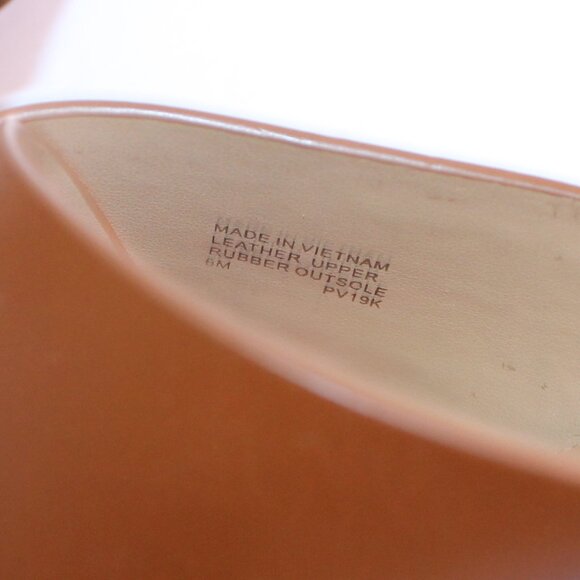 MADE IN VIETNAM
LEATHER UPPER
RUBBER OUTSOLE
6M PV19K